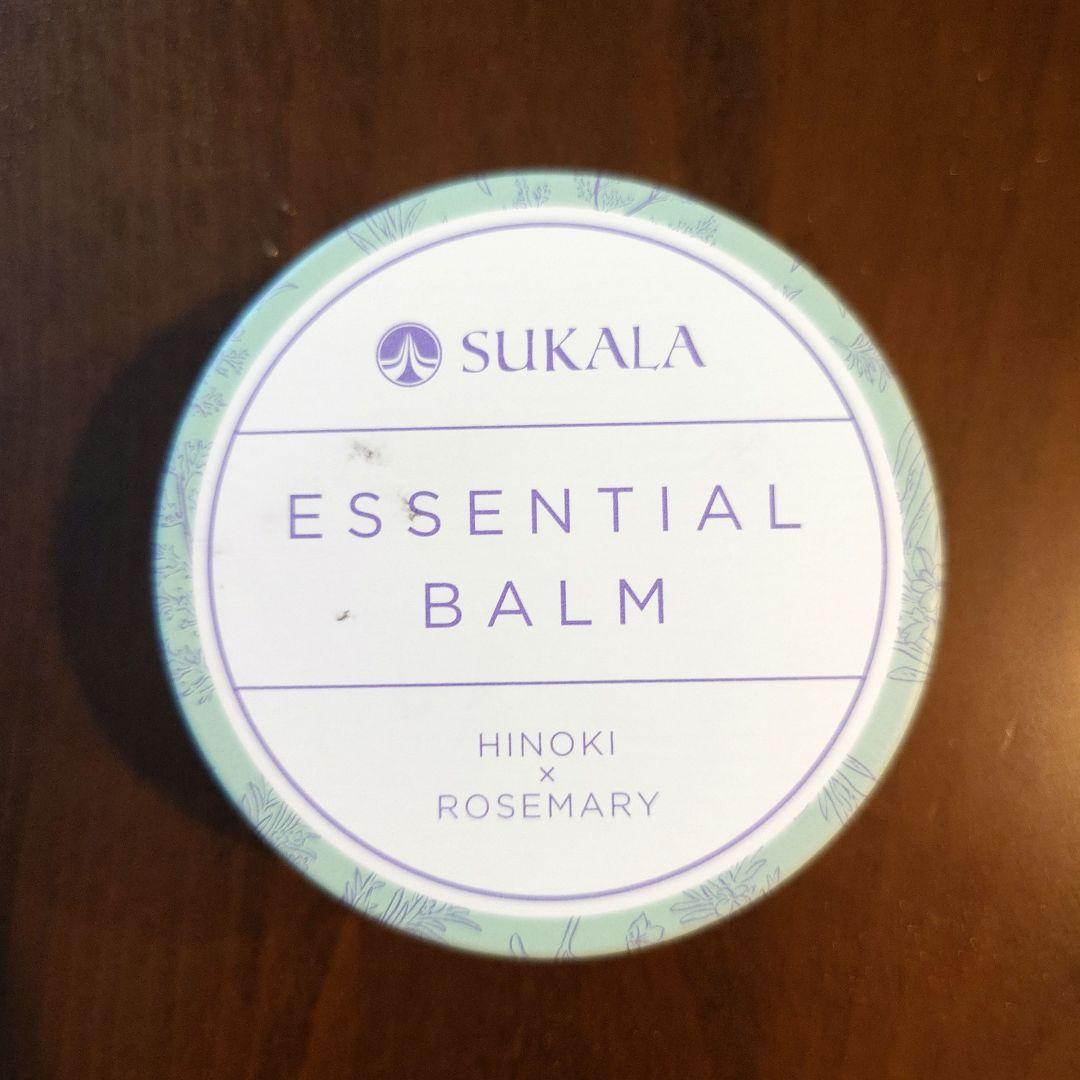 SUKALA
ESSENTIAL
BALM
HINOKI
×
ROSEMARY